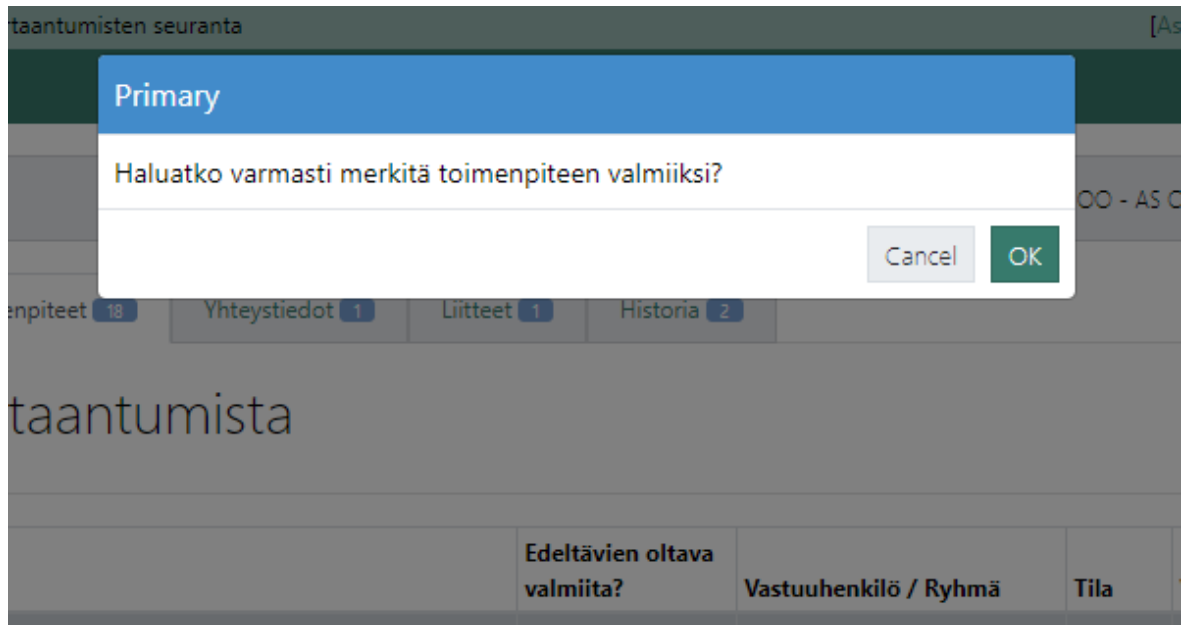 taantumisten seuranta [As
Primary
Haluatko varmasti merkitä toimenpiteen valmiiksi?
OO - AS
Cancel OK
enpiteet 18 Yhteystiedot 1 Liitteet 1 Historia 2
taantumista
Edeltävien oltava
valmiita? Vastuuhenkilö / Ryhmä Tila